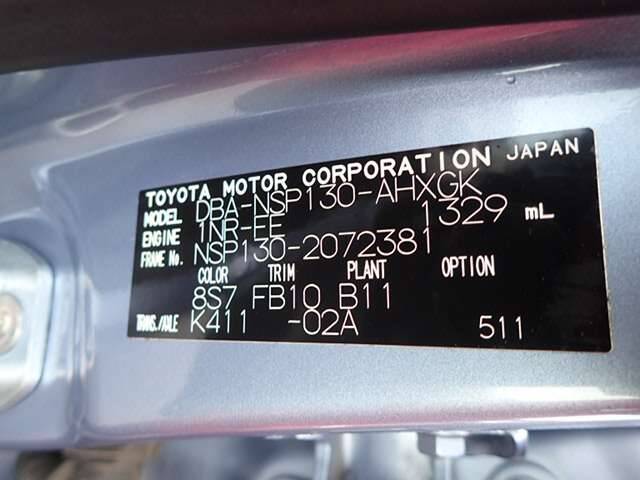 TOYOTA MOTOR CORPORATION JAPAN
MODEL DBA-NSP130-AHXGK
ENGINE 1NR-FE 1329 mL
FRAME No. NSP130-2072381
COLOR TRIM PLANT OPTION
8S7 FB10 B11
TRANS./AXLE K411 -02A 511